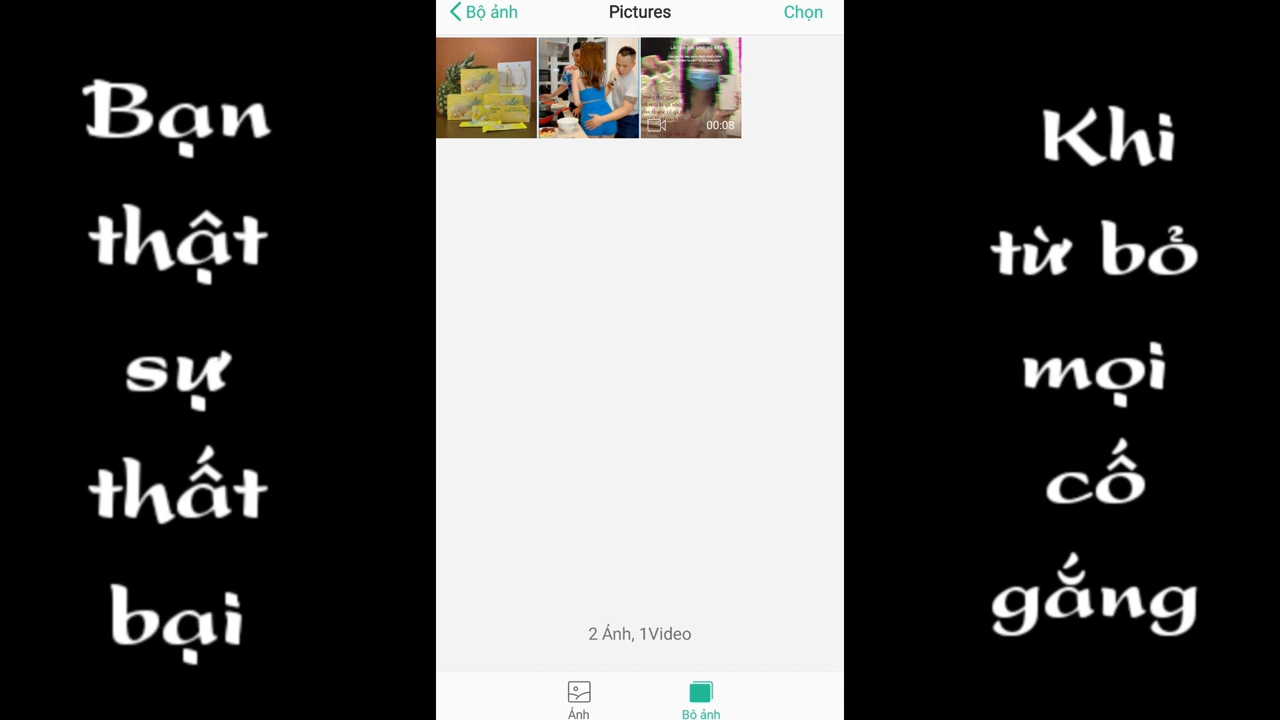 Bạn
thật
sự
thất
bại
Bộ ảnh
Pictures
Chọn
00:08
2 Ảnh, 1Video
Ảnh
Bộ ảnh
Khi
từ bỏ
mọi
cố
gắng